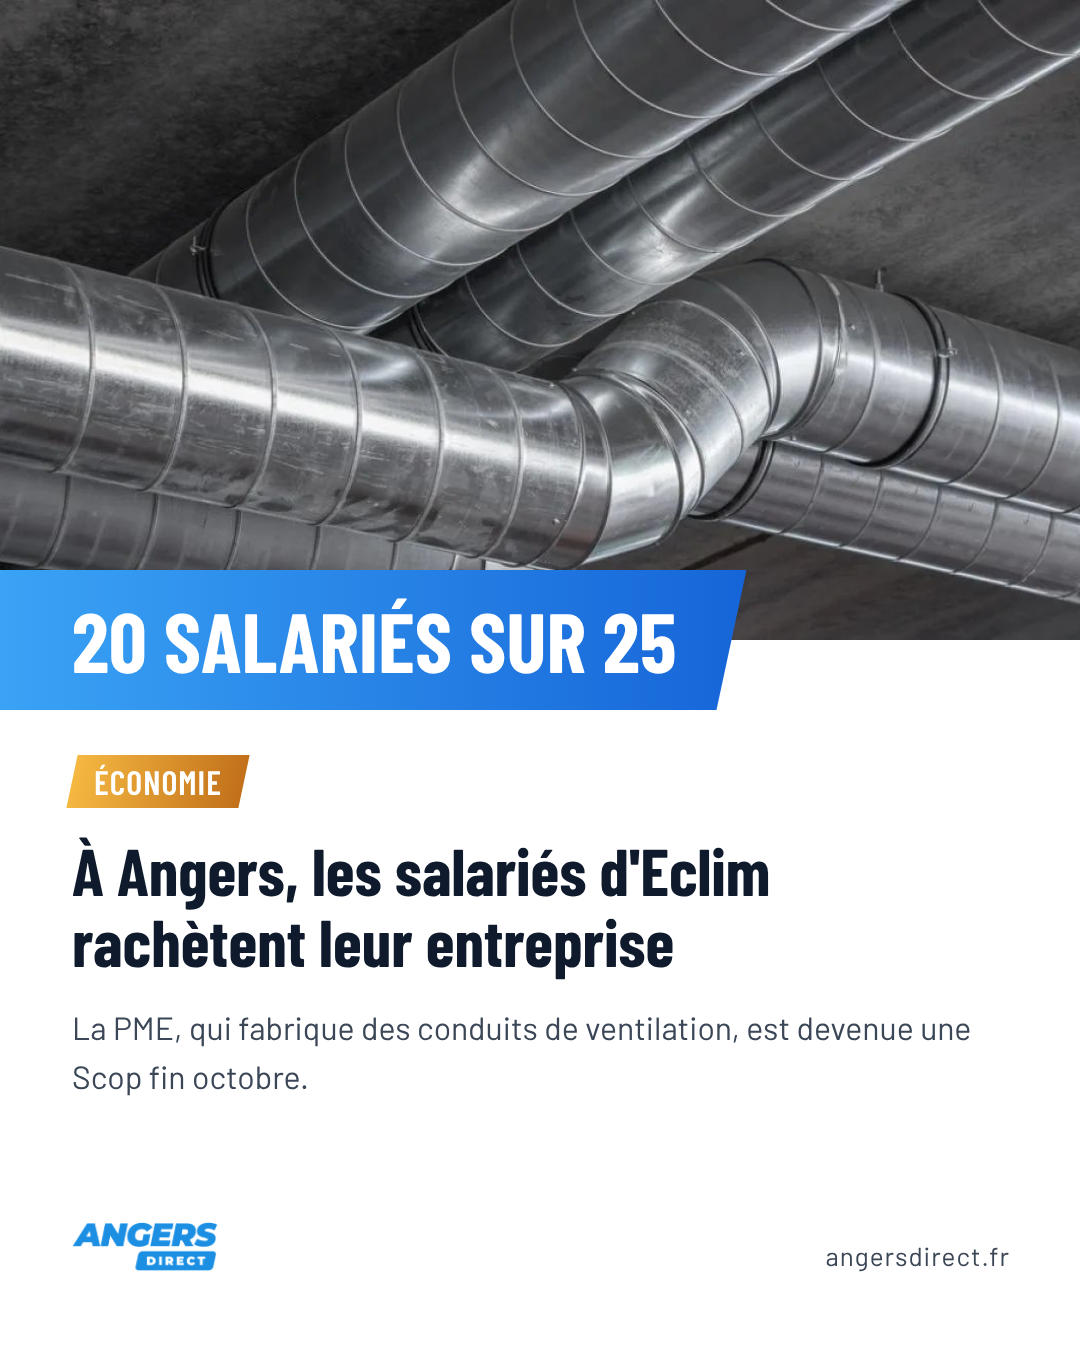 20 SALARIÉS SUR 25
ÉCONOMIE
À Angers, les salariés d'Eclim
rachètent leur entreprise
La PME, qui fabrique des conduits de ventilation, est devenue une
Scop fin octobre.
ANGERS
DIRECT
angersdirect.fr